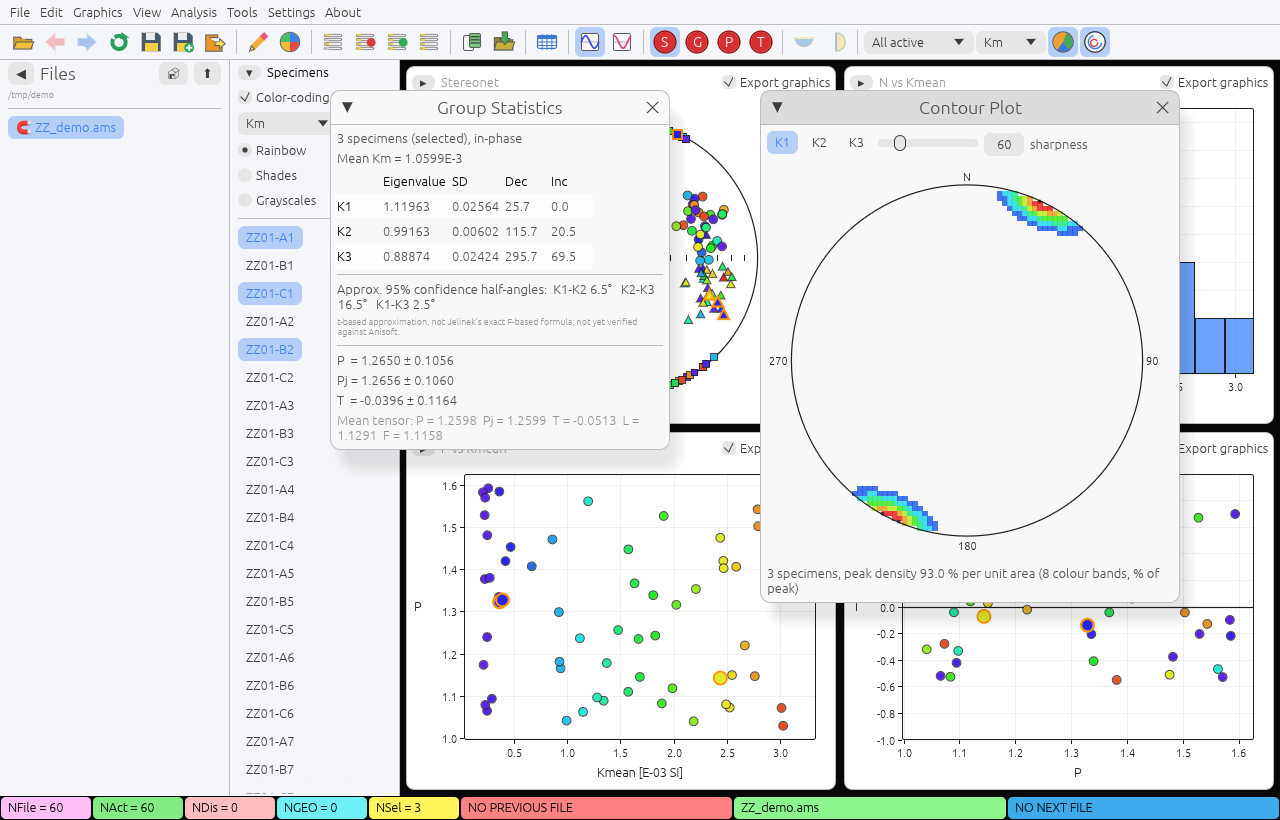 File Edit Graphics View Analysis Tools Settings About
S G P T All active Km
Files
/tmp/demo
ZZ_demo.ams
Specimens
Color-coding
Km
Rainbow
Shades
Grayscales
ZZ01-A1
ZZ01-B1
ZZ01-C1
ZZ01-A2
ZZ01-B2
ZZ01-C2
ZZ01-A3
ZZ01-B3
ZZ01-C3
ZZ01-A4
ZZ01-B4
ZZ01-C4
ZZ01-A5
ZZ01-B5
ZZ01-C5
ZZ01-A6
ZZ01-B6
ZZ01-C6
ZZ01-A7
ZZ01-B7
Stereonet Export graphics
N vs Kmean Export graphics
3.0
Group Statistics
3 specimens (selected), in-phase
Mean Km = 1.0599E-3
Eigenvalue SD Dec Inc
K1 1.11963 0.02564 25.7 0.0
K2 0.99163 0.00602 115.7 20.5
K3 0.88874 0.02424 295.7 69.5
Approx. 95% confidence half-angles: K1-K2 6.5° K2-K3
16.5° K1-K3 2.5°
t-based approximation, not Jelinek's exact F-based formula; not yet verified
against Anisoft.
P = 1.2650 ± 0.1056
Pj = 1.2656 ± 0.1060
T = -0.0396 ± 0.1164
Mean tensor: P = 1.2598 Pj = 1.2599 T = -0.0513 L =
1.1291 F = 1.1158
Contour Plot
K1 K2 K3 60 sharpness
N
270 90
180
3 specimens, peak density 93.0 % per unit area (8 colour bands, % of
peak)
P vs Kmean
1.6
1.5
1.4
P
1.3
1.2
1.1
1.0
0.5 1.0 1.5 2.0 2.5 3.0
Kmean [E-03 SI]
Export graphics
0.0
-0.2
-0.4
-0.6
-0.8
-1.0
1.0 1.1 1.2 1.3 1.4 1.5 1.6
P
NFile = 60 NAct = 60 NDis = 0 NGEO = 0 NSel = 3 NO PREVIOUS FILE ZZ_demo.ams NO NEXT FILE